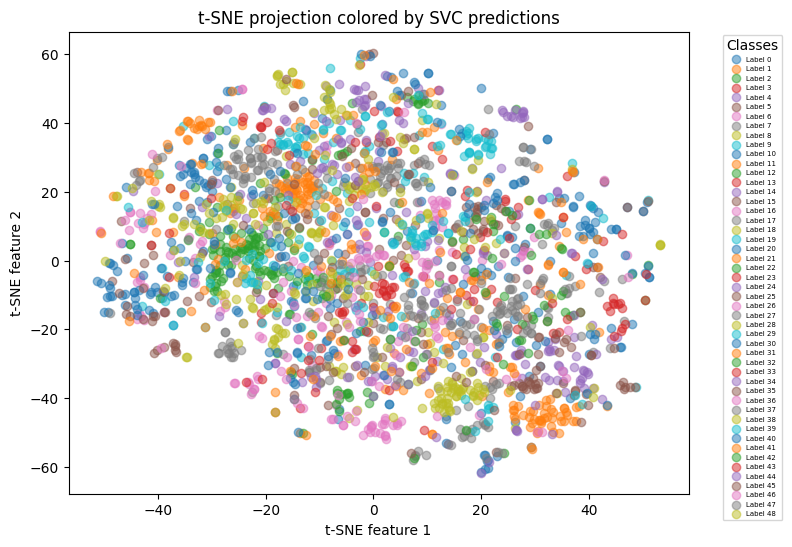 t-SNE projection colored by SVC predictions
60
40
20
0
−20
−40
−60
t-SNE feature 2
−40
−20
0
20
40
t-SNE feature 1
Classes
Label 0
Label 1
Label 2
Label 3
Label 4
Label 5
Label 6
Label 7
Label 8
Label 9
Label 10
Label 11
Label 12
Label 13
Label 14
Label 15
Label 16
Label 17
Label 18
Label 19
Label 20
Label 21
Label 22
Label 23
Label 24
Label 25
Label 26
Label 27
Label 28
Label 29
Label 30
Label 31
Label 32
Label 33
Label 34
Label 35
Label 36
Label 37
Label 38
Label 39
Label 40
Label 41
Label 42
Label 43
Label 44
Label 45
Label 46
Label 47
Label 48